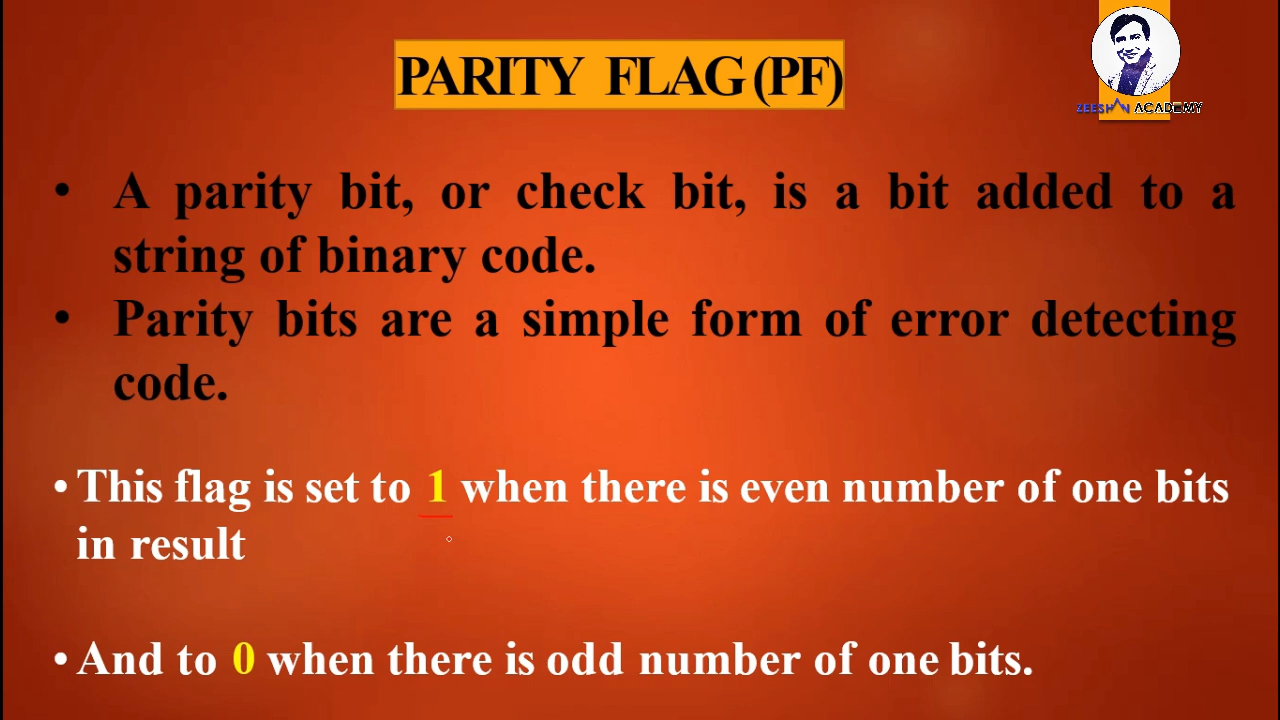 PARITY FLAG (PF)
ZEESHAN ACADEMY
• A parity bit, or check bit, is a bit added to a
string of binary code.
• Parity bits are a simple form of error detecting
code.
• This flag is set to 1 when there is even number of one bits
in result
• And to 0 when there is odd number of one bits.